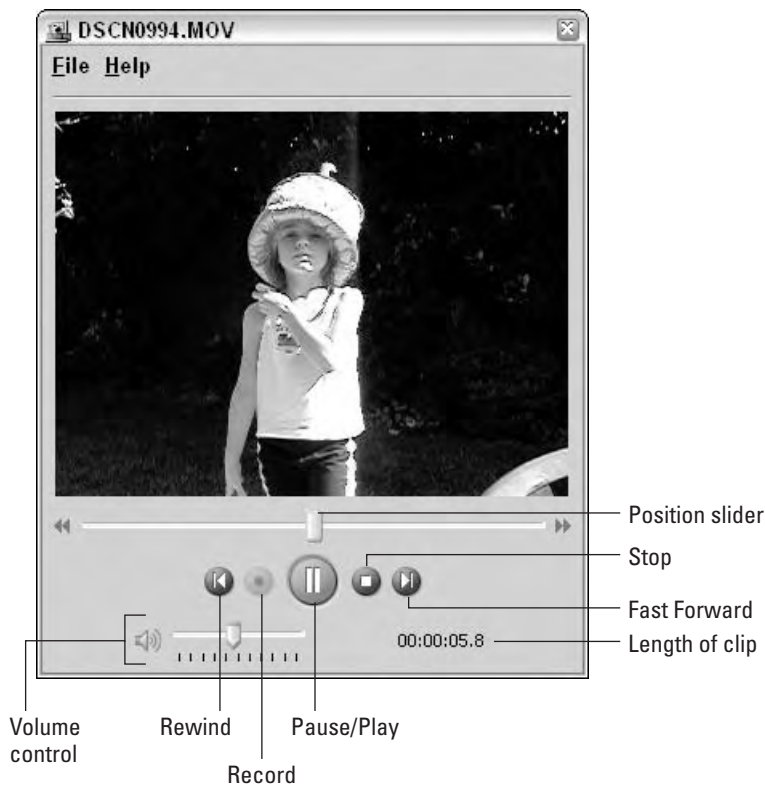 DSCN0994.MOV
File Help
Position slider
Stop
Fast Forward
00:00:05.8
Length of clip
Volume
control
Rewind
Pause/Play
Record